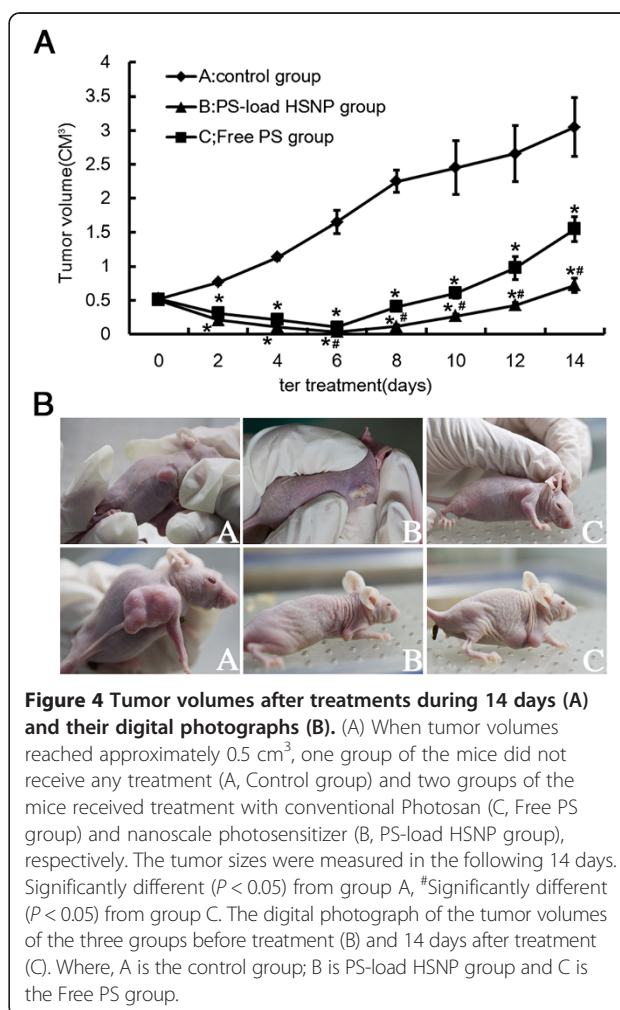 A
4
3.5
3
2.5
2
1.5
1
0.5
0
Tumor volume(CM³)
A:control group
B:PS-load HSNP group
C;Free PS group
* * * * * * *
* * *# *# *# *# *#
0 2 4 6 8 10 12 14
ter treatment(days)
B
A B C
A B C
Figure 4 Tumor volumes after treatments during 14 days (A)
and their digital photographs (B). (A) When tumor volumes
reached approximately 0.5 cm³, one group of the mice did not
receive any treatment (A, Control group) and two groups of the
mice received treatment with conventional Photosan (C, Free PS
group) and nanoscale photosensitizer (B, PS-load HSNP group),
respectively. The tumor sizes were measured in the following 14 days.
Significantly different (P < 0.05) from group A, #Significantly different
(P < 0.05) from group C. The digital photograph of the tumor volumes
of the three groups before treatment (B) and 14 days after treatment
(C). Where, A is the control group; B is PS-load HSNP group and C is
the Free PS group.